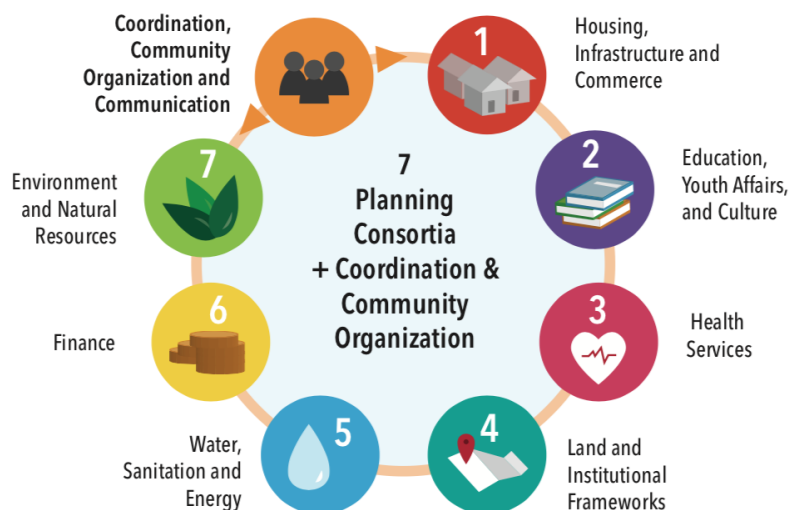 Coordination,
Community
Organization and
Communication
1
Housing,
Infrastructure and
Commerce
2
Education,
Youth Affairs,
and Culture
3
Health
Services
4
Land and
Institutional
Frameworks
5
Water,
Sanitation and
Energy
6
Finance
7
Environment
and Natural
Resources
7
Planning
Consortia
+ Coordination &
Community
Organization